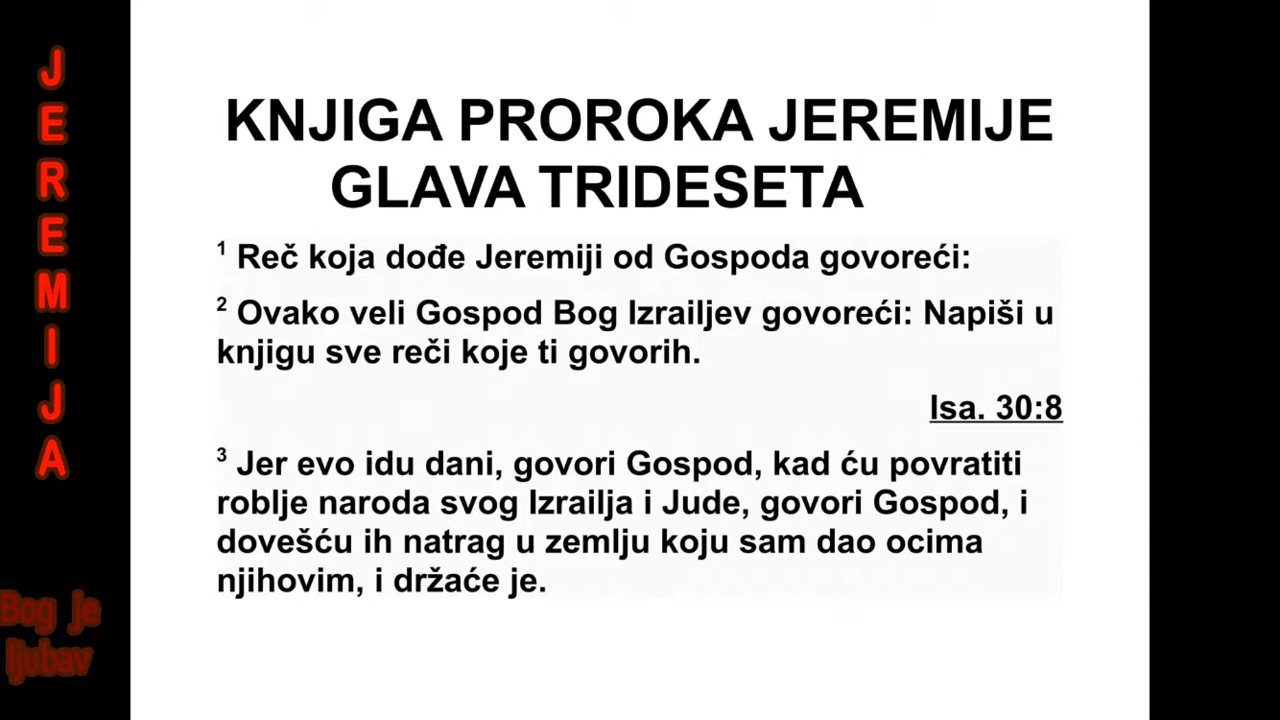 JEREMIJA
Bog je
ljubav
KNJIGA PROROKA JEREMIJE
GLAVA TRIDESETA
1 Reč koja dođe Jeremiji od Gospoda govoreći:
2 Ovako veli Gospod Bog Izrailjev govoreći: Napiši u
knjigu sve reči koje ti govorih.
Isa. 30:8
3 Jer evo idu dani, govori Gospod, kad ću povratiti
roblje naroda svog Izrailja i Jude, govori Gospod, i
dovešću ih natrag u zemlju koju sam dao ocima
njihovim, i držaće je.